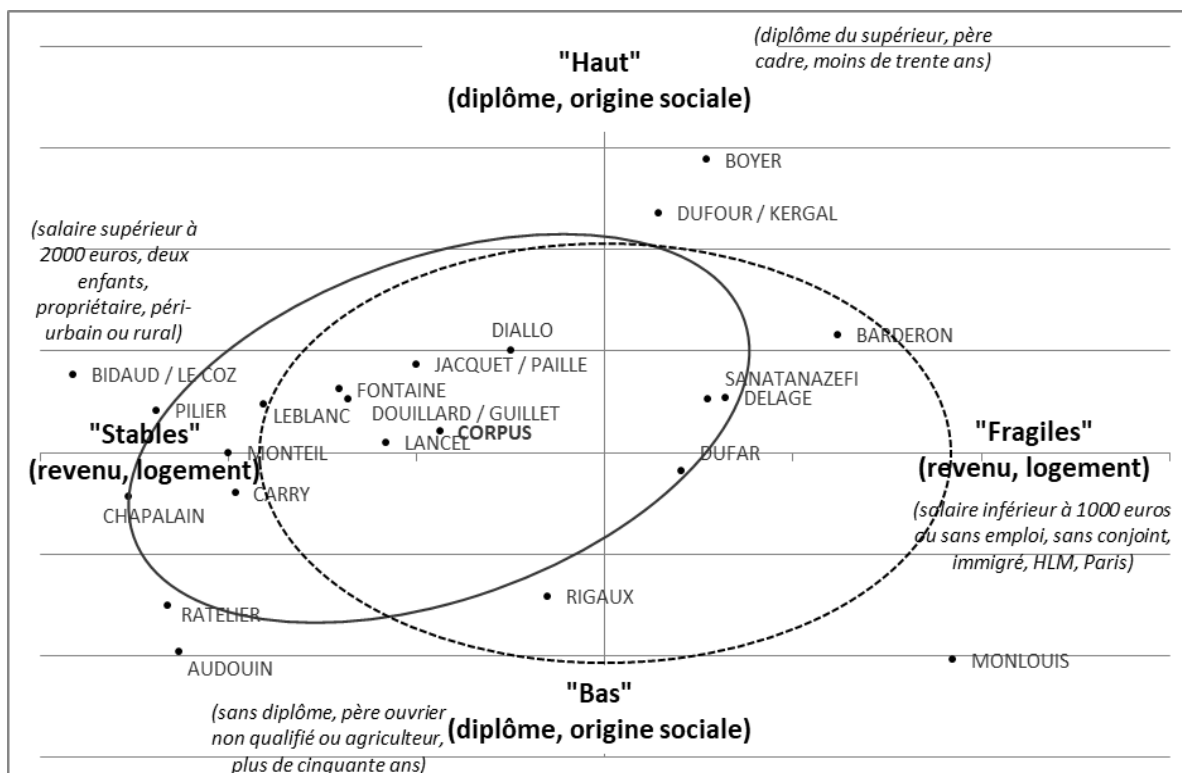 (diplôme du supérieur, père
cadre, moins de trente ans)
"Haut"
(diplôme, origine sociale)
BOYER
DUFOUR / KERGAL
(salaire supérieur à
2000 euros, deux
enfants,
propriétaire, péri-
urbain ou rural)
DIALLO
BARDERON
JACQUET / PAILLE
BIDAUD / LE COZ
SANATANAZEFI
FONTAINE
DELAGE
PILIER
LEBLANC
DOUILLARD / GUILLET
"Stables"
(revenu, logement)
CORPUS
LANCEL
MONTEIL
DUFAR
"Fragiles"
(revenu, logement)
CARRY
CHAPALAIN
(salaire inférieur à 1000 euros
ou sans emploi, sans conjoint,
immigré, HLM, Paris)
RIGAUX
RATELIER
AUDOUIN
MONLOUIS
"Bas"
(diplôme, origine sociale)
(sans diplôme, père ouvrier
non qualifié ou agriculteur,
plus de cinquante ans)